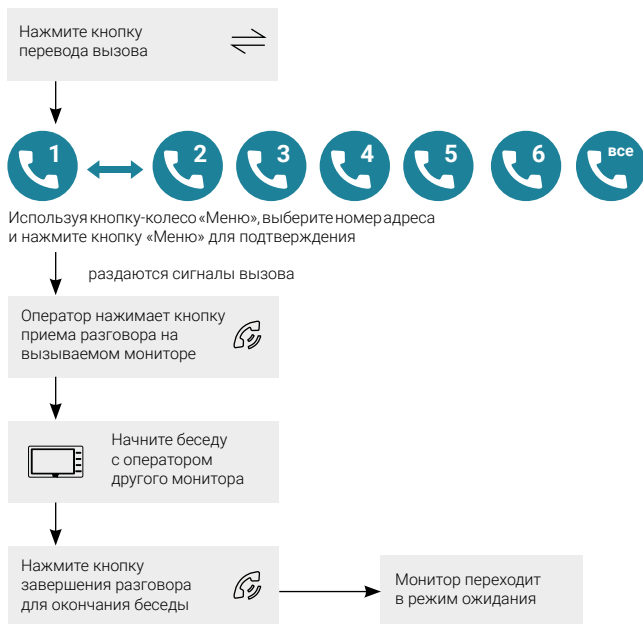 Нажмите кнопку
перевода вызова
1
2
3
4
5
6
все
Используя кнопку-колесо «Меню», выберите номер адреса
и нажмите кнопку «Меню» для подтверждения
раздаются сигналы вызова
Оператор нажимает кнопку
приема разговора на
вызываемом мониторе
Начните беседу
с оператором
другого монитора
Нажмите кнопку
завершения разговора
для окончания беседы
Монитор переходит
в режим ожидания